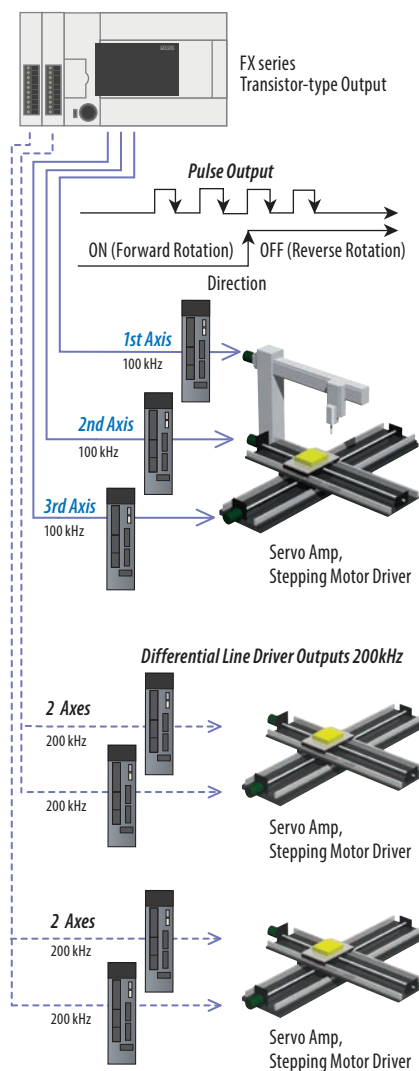 FX series
Transistor-type Output
Pulse Output
ON (Forward Rotation)
OFF (Reverse Rotation)
Direction
1st Axis
100 kHz
2nd Axis
100 kHz
3rd Axis
100 kHz
Servo Amp,
Stepping Motor Driver
Differential Line Driver Outputs 200kHz
2 Axes
200 kHz
200 kHz
Servo Amp,
Stepping Motor Driver
2 Axes
200 kHz
200 kHz
Servo Amp,
Stepping Motor Driver